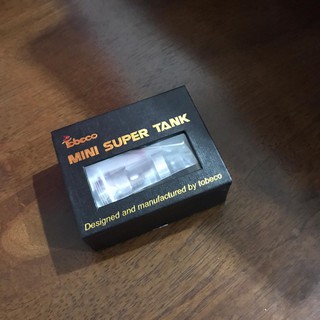 Tobeco
MINI SUPER TANK
Designed and manufactured by tobeco